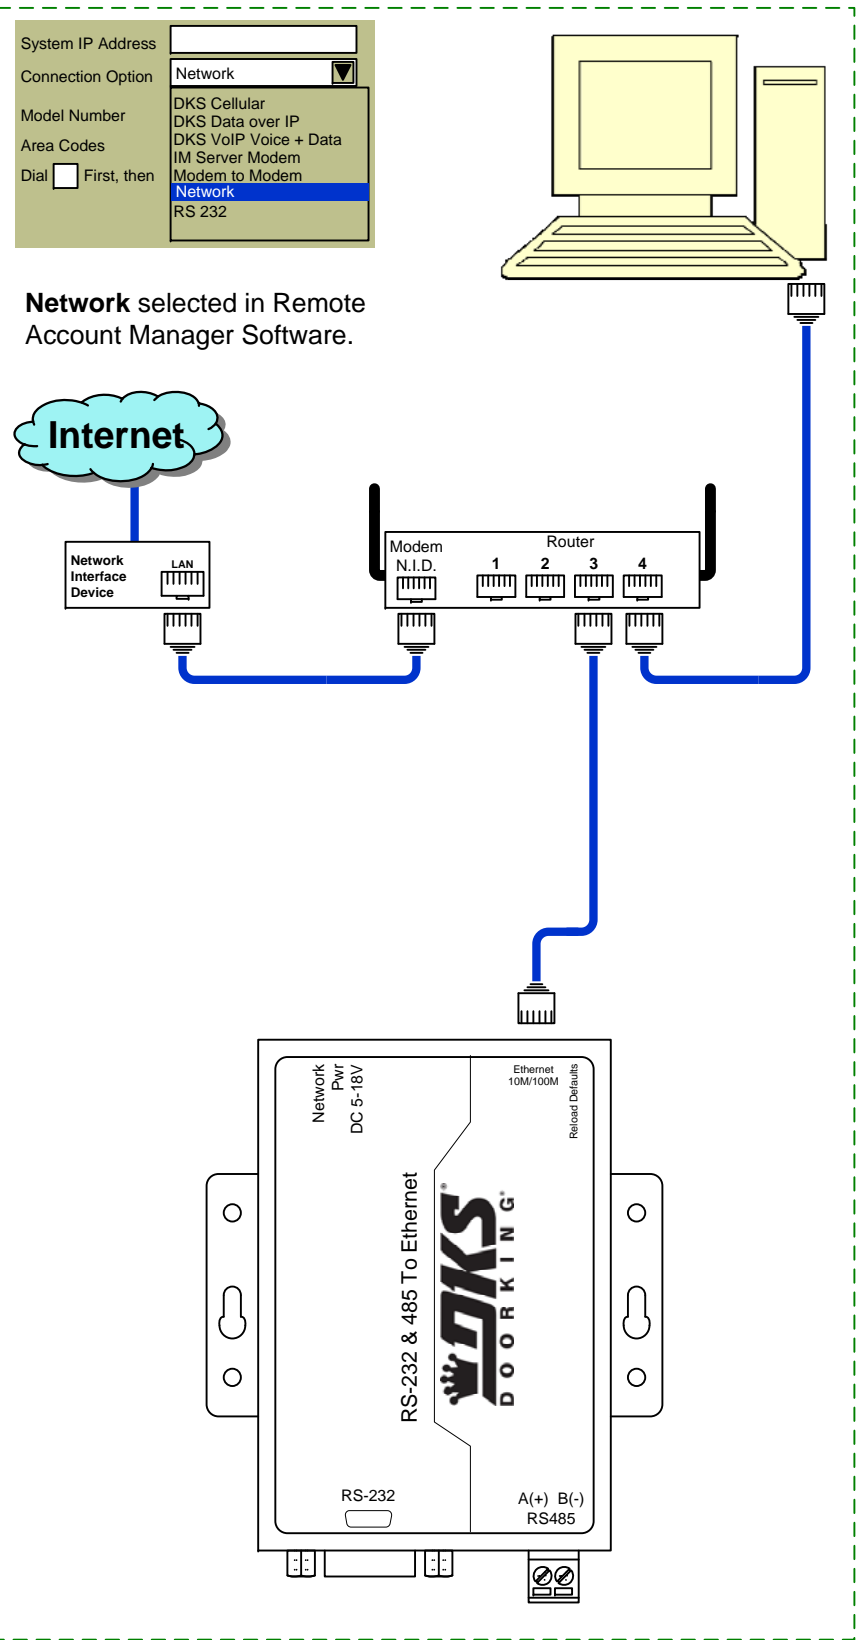 System IP Address
Connection Option Network
Model Number
Area Codes
Dial First, then
DKS Cellular
DKS Data over IP
DKS VoIP Voice + Data
IM Server Modem
Modem to Modem
Network
RS 232
Network selected in Remote
Account Manager Software.
Internet
Network
Interface
Device
LAN
Modem
N.I.D.
Router
1 2 3 4
Network
Pwr
DC 5-18V
Ethernet
10M/100M
Reload Defaults
RS-232 & 485 To Ethernet
DKS®
DOORKING®
RS-232
A(+) B(-)
RS485